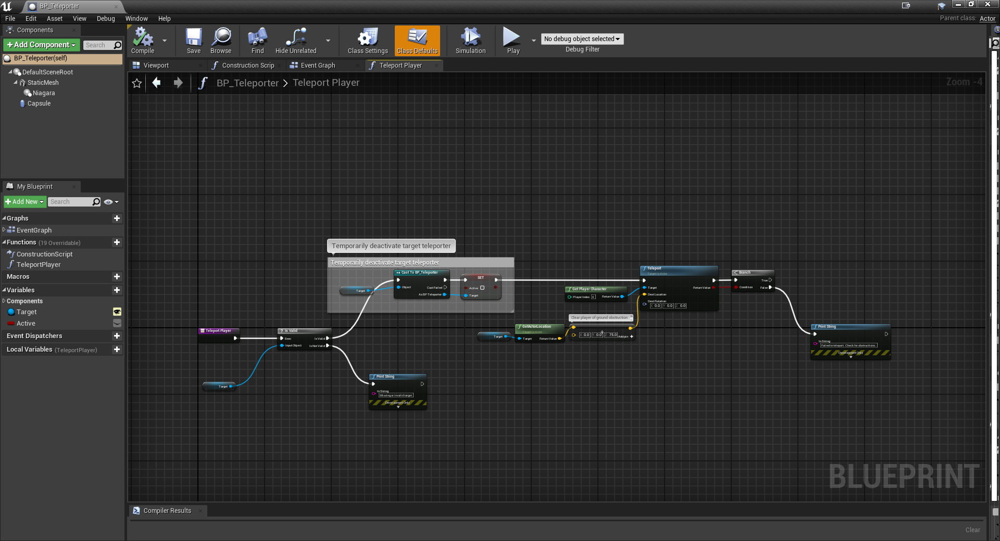 BP_Teleporter
File Edit Asset View Debug Window Help
Parent class: Actor
Components
Add Component
Search
BP_Teleporter(self)
DefaultSceneRoot
StaticMesh
Niagara
Capsule
My Blueprint
Add New
Search
Graphs
EventGraph
Functions (19 Overridable)
ConstructionScript
TeleportPlayer
Macros
Variables
Components
Target
Active
Event Dispatchers
Local Variables (TeleportPlayer)
Compile
Save
Browse
Find
Hide Unrelated
Class Settings
Class Defaults
Simulation
Play
No debug object selected
Debug Filter
Viewport
Construction Scrip
Event Graph
Teleport Player
BP_Teleporter > Teleport Player
Zoom -4
Temporarily deactivate target teleporter
Temporarily deactivate target teleporter
Target
Cast To BP_Teleporter
Object
Cast Failed
As BP Teleporter
SET
Active
Target
Teleport Player
Is Valid
Exec
Is Valid
Input Object
Is Not Valid
Target
Print String
In String
Missing or invalid target
Development Only
Target
GetActorLocation
Target is Actor
Target
Return Value
Clear player of ground obstruction
X 0.0 Y 0.0 Z 75.0
Add pin +
Get Player Character
Player Index 0
Return Value
Teleport
Target is Actor
Target
Return Value
Dest Location
Dest Rotation
X 0.0 Y 0.0 Z 0.0
Branch
True
Condition
False
Print String
In String
Failed to teleport. Check for obstructions.
Development Only
BLUEPRINT
Compiler Results
Clear